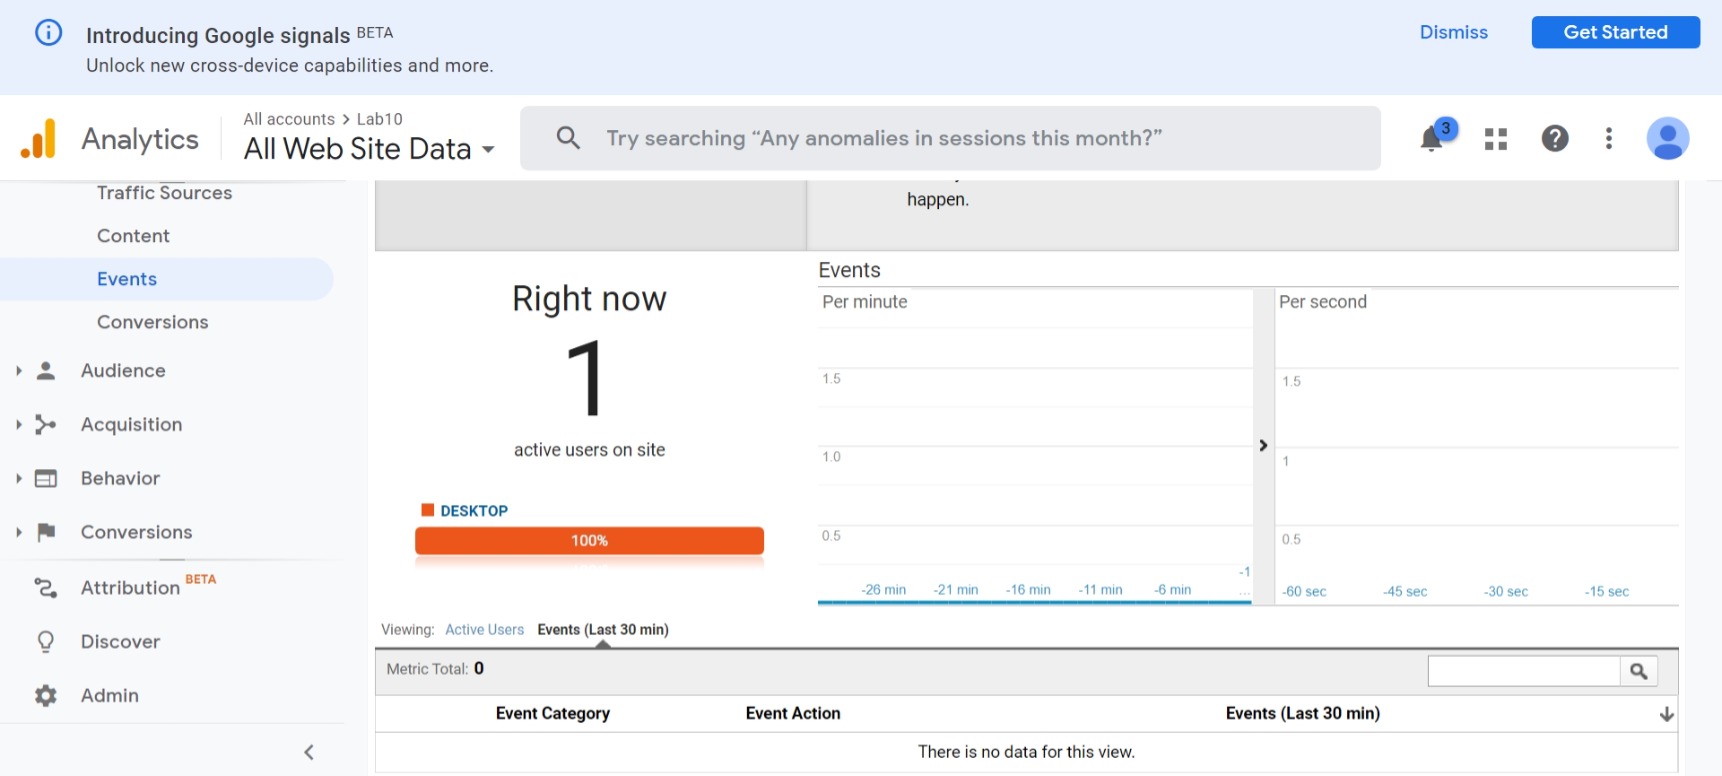 Introducing Google signals BETA
Unlock new cross-device capabilities and more.
Dismiss
Get Started
Analytics
All accounts > Lab10
All Web Site Data
Try searching “Any anomalies in sessions this month?”
3
Traffic Sources
Content
Events
Conversions
Audience
Acquisition
Behavior
Conversions
Attribution BETA
Discover
Admin
happen.
Right now
1
active users on site
DESKTOP
100%
Events
Per minute
1.5
1.0
0.5
-26 min -21 min -16 min -11 min -6 min -1 ...
Per second
1.5
1
0.5
-60 sec -45 sec -30 sec -15 sec
Viewing: Active Users Events (Last 30 min)
Metric Total: 0
Event Category Event Action Events (Last 30 min)
There is no data for this view.